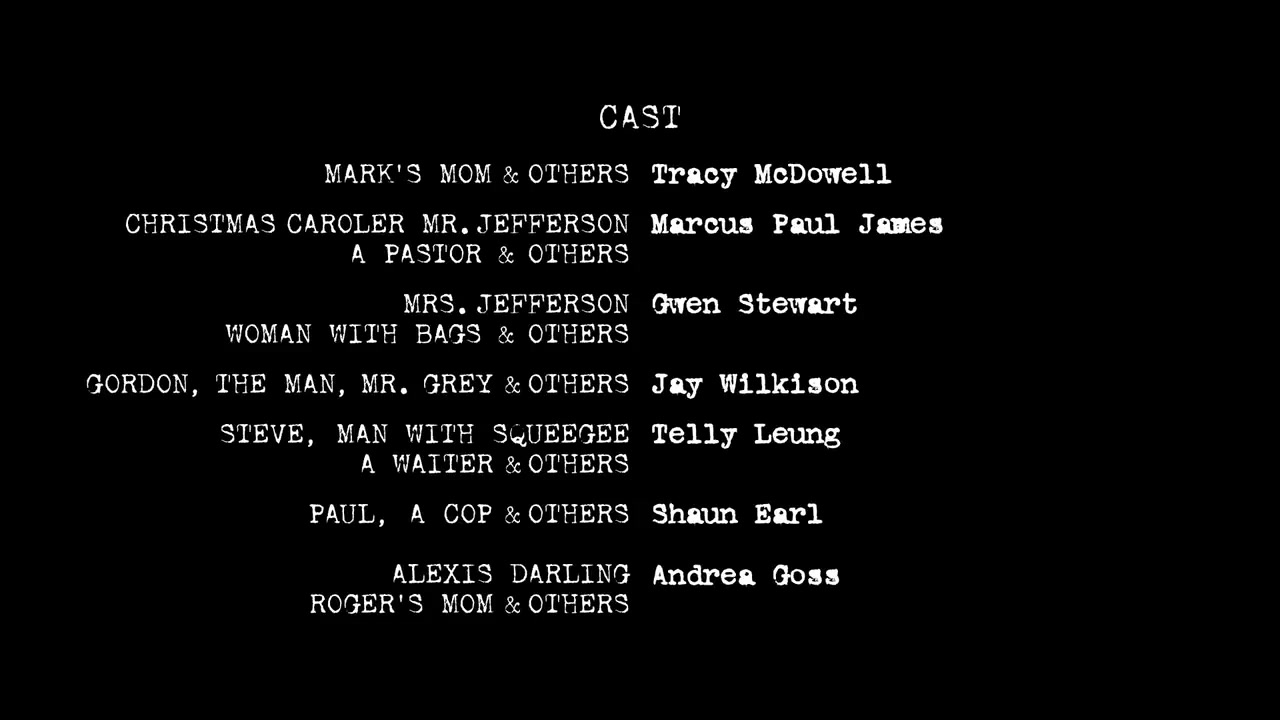 CAST
MARK'S MOM & OTHERS Tracy McDowell
CHRISTMAS CAROLER MR. JEFFERSON Marcus Paul James
A PASTOR & OTHERS
MRS. JEFFERSON Gwen Stewart
WOMAN WITH BAGS & OTHERS
GORDON, THE MAN, MR. GREY & OTHERS Jay Wilkison
STEVE, MAN WITH SQUEEGEE Telly Leung
A WAITER & OTHERS
PAUL, A COP & OTHERS Shaun Earl
ALEXIS DARLING Andrea Goss
ROGER'S MOM & OTHERS